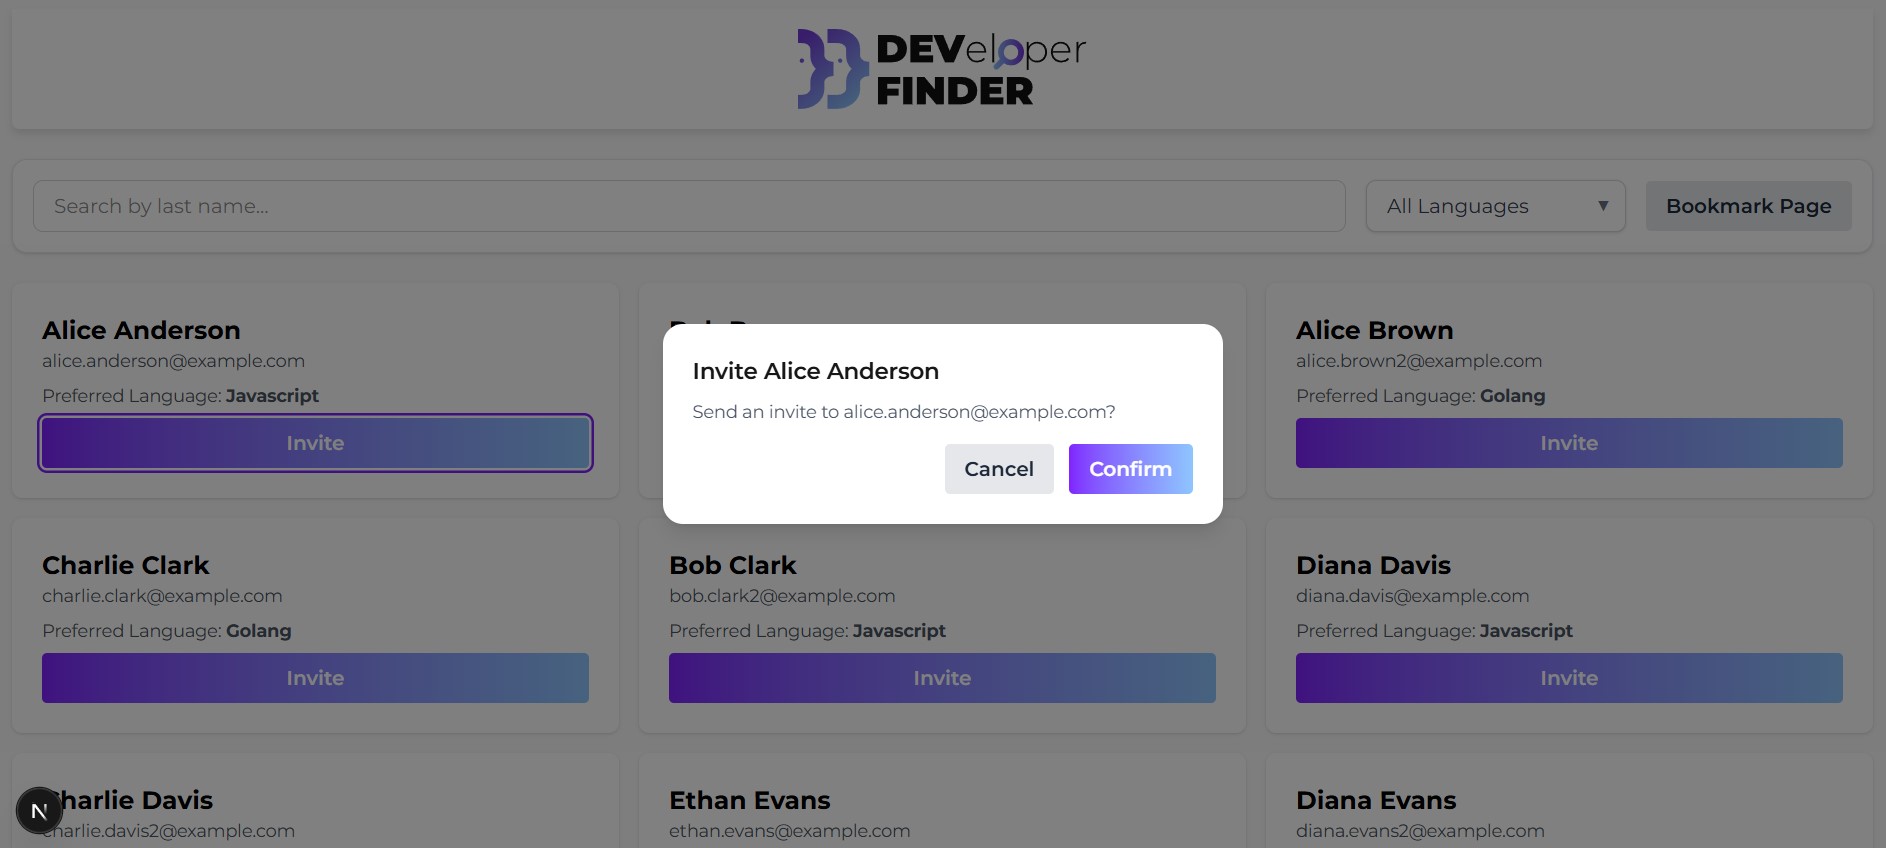 DEVeloper
FINDER
Search by last name...
All Languages
Bookmark Page
Alice Anderson
alice.anderson@example.com
Preferred Language: Javascript
Invite
Alice Brown
alice.brown2@example.com
Preferred Language: Golang
Invite
Invite Alice Anderson
Send an invite to alice.anderson@example.com?
Cancel
Confirm
Charlie Clark
charlie.clark@example.com
Preferred Language: Golang
Invite
Bob Clark
bob.clark2@example.com
Preferred Language: Javascript
Invite
Diana Davis
diana.davis@example.com
Preferred Language: Javascript
Invite
Charlie Davis
charlie.davis2@example.com
Ethan Evans
ethan.evans@example.com
Diana Evans
diana.evans2@example.com
N